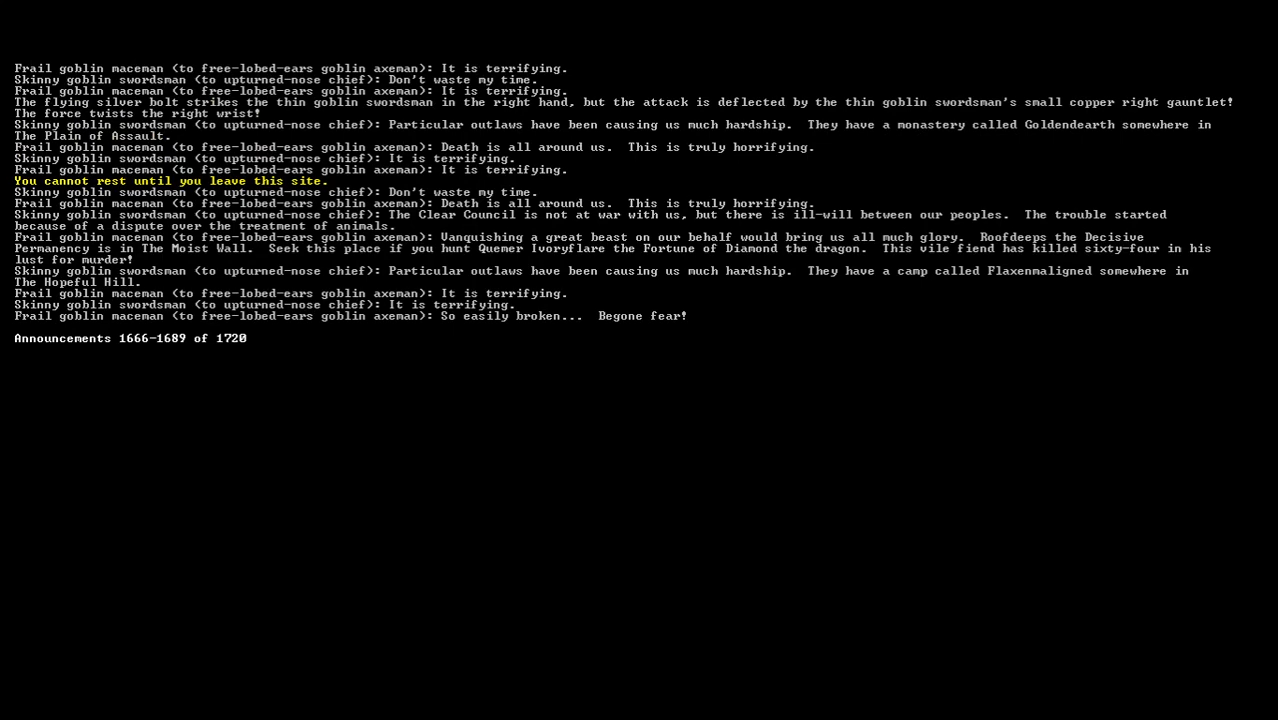 Frail goblin maceman (to free-lobed-ears goblin axeman): It is terrifying.
Skinny goblin swordsman (to upturned-nose chief): Don't waste my time.
Frail goblin maceman (to free-lobed-ears goblin axeman): It is terrifying.
The flying silver bolt strikes the thin goblin swordsman in the right hand, but the attack is deflected by the thin goblin swordsman's small copper right gauntlet!
The force twists the right wrist!
Skinny goblin swordsman (to upturned-nose chief): Particular outlaws have been causing us much hardship.  They have a monastery called Goldendearth somewhere in
The Plain of Assault.
Frail goblin maceman (to free-lobed-ears goblin axeman): Death is all around us.  This is truly horrifying.
Skinny goblin swordsman (to upturned-nose chief): It is terrifying.
Frail goblin maceman (to free-lobed-ears goblin axeman): It is terrifying.
You cannot rest until you leave this site.
Skinny goblin swordsman (to upturned-nose chief): Don't waste my time.
Frail goblin maceman (to free-lobed-ears goblin axeman): Death is all around us.  This is truly horrifying.
Skinny goblin swordsman (to upturned-nose chief): The Clear Council is not at war with us, but there is ill-will between our peoples.  The trouble started
because of a dispute over the treatment of animals.
Frail goblin maceman (to free-lobed-ears goblin axeman): Vanquishing a great beast on our behalf would bring us all much glory.  Roofdeeps the Decisive
Permanency is in The Moist Wall.  Seek this place if you hunt Quemer Ivoryflare the Fortune of Diamond the dragon.  This vile fiend has killed sixty-four in his
lust for murder!
Skinny goblin swordsman (to upturned-nose chief): Particular outlaws have been causing us much hardship.  They have a camp called Flaxenmaligned somewhere in
The Hopeful Hill.
Frail goblin maceman (to free-lobed-ears goblin axeman): It is terrifying.
Skinny goblin swordsman (to upturned-nose chief): It is terrifying.
Frail goblin maceman (to free-lobed-ears goblin axeman): So easily broken...  Begone fear!
Announcements 1666-1689 of 1720